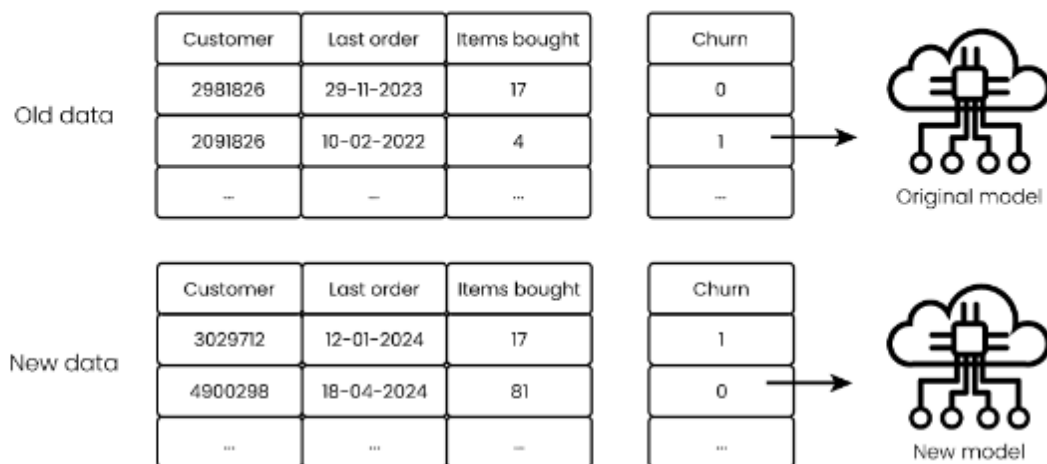 Customer Last order Items bought Churn
2981826 29-11-2023 17 0
Old data
2091826 10-02-2022 4 1
... ... ... ...
Original model
Customer Last order Items bought Churn
3029712 12-01-2024 17 1
New data
4900298 18-04-2024 81 0
... ... ... ...
New model